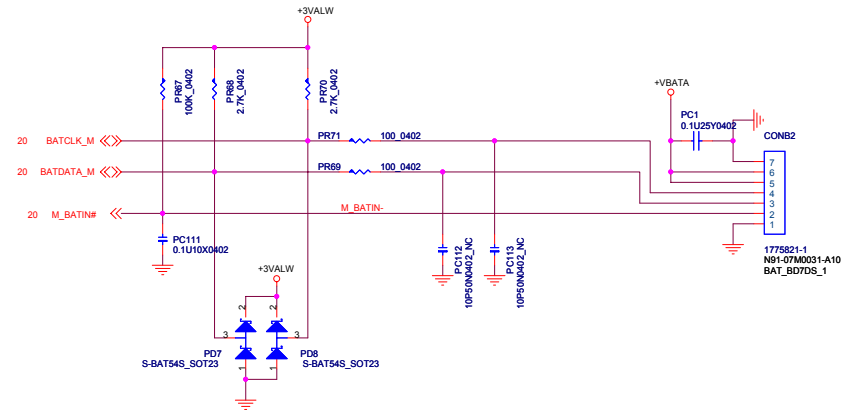 +3VALW
PR67
100K_0402
PR68
2.7K_0402
PR70
2.7K_0402
+VBATA
PC1
0.1U25Y0402
CONB2
20 BATCLK_M
PR71 100_0402
20 BATDATA_M
PR69 100_0402
20 M_BATIN#
M_BATIN-
7
6
5
4
3
2
1
PC111
0.1U10X0402
PC112
10P50N0402_NC
PC113
10P50N0402_NC
1775821-1
N91-07M0031-A10
BAT_BD7DS_1
+3VALW
2
2
3
3
1
1
PD7
S-BAT54S_SOT23
PD8
S-BAT54S_SOT23